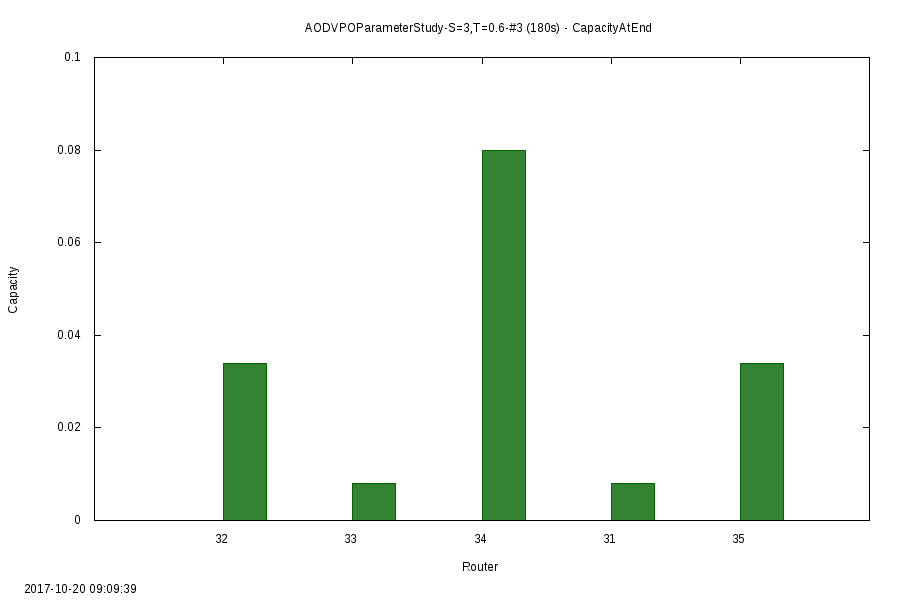 AODVPOParameterStudy-S=3,T=0.6-#3 (180s) - CapacityAtEnd
0.1
0.08
0.06
0.04
0.02
0
Capacity
32 33 34 31 35
Router
2017-10-20 09:09:39